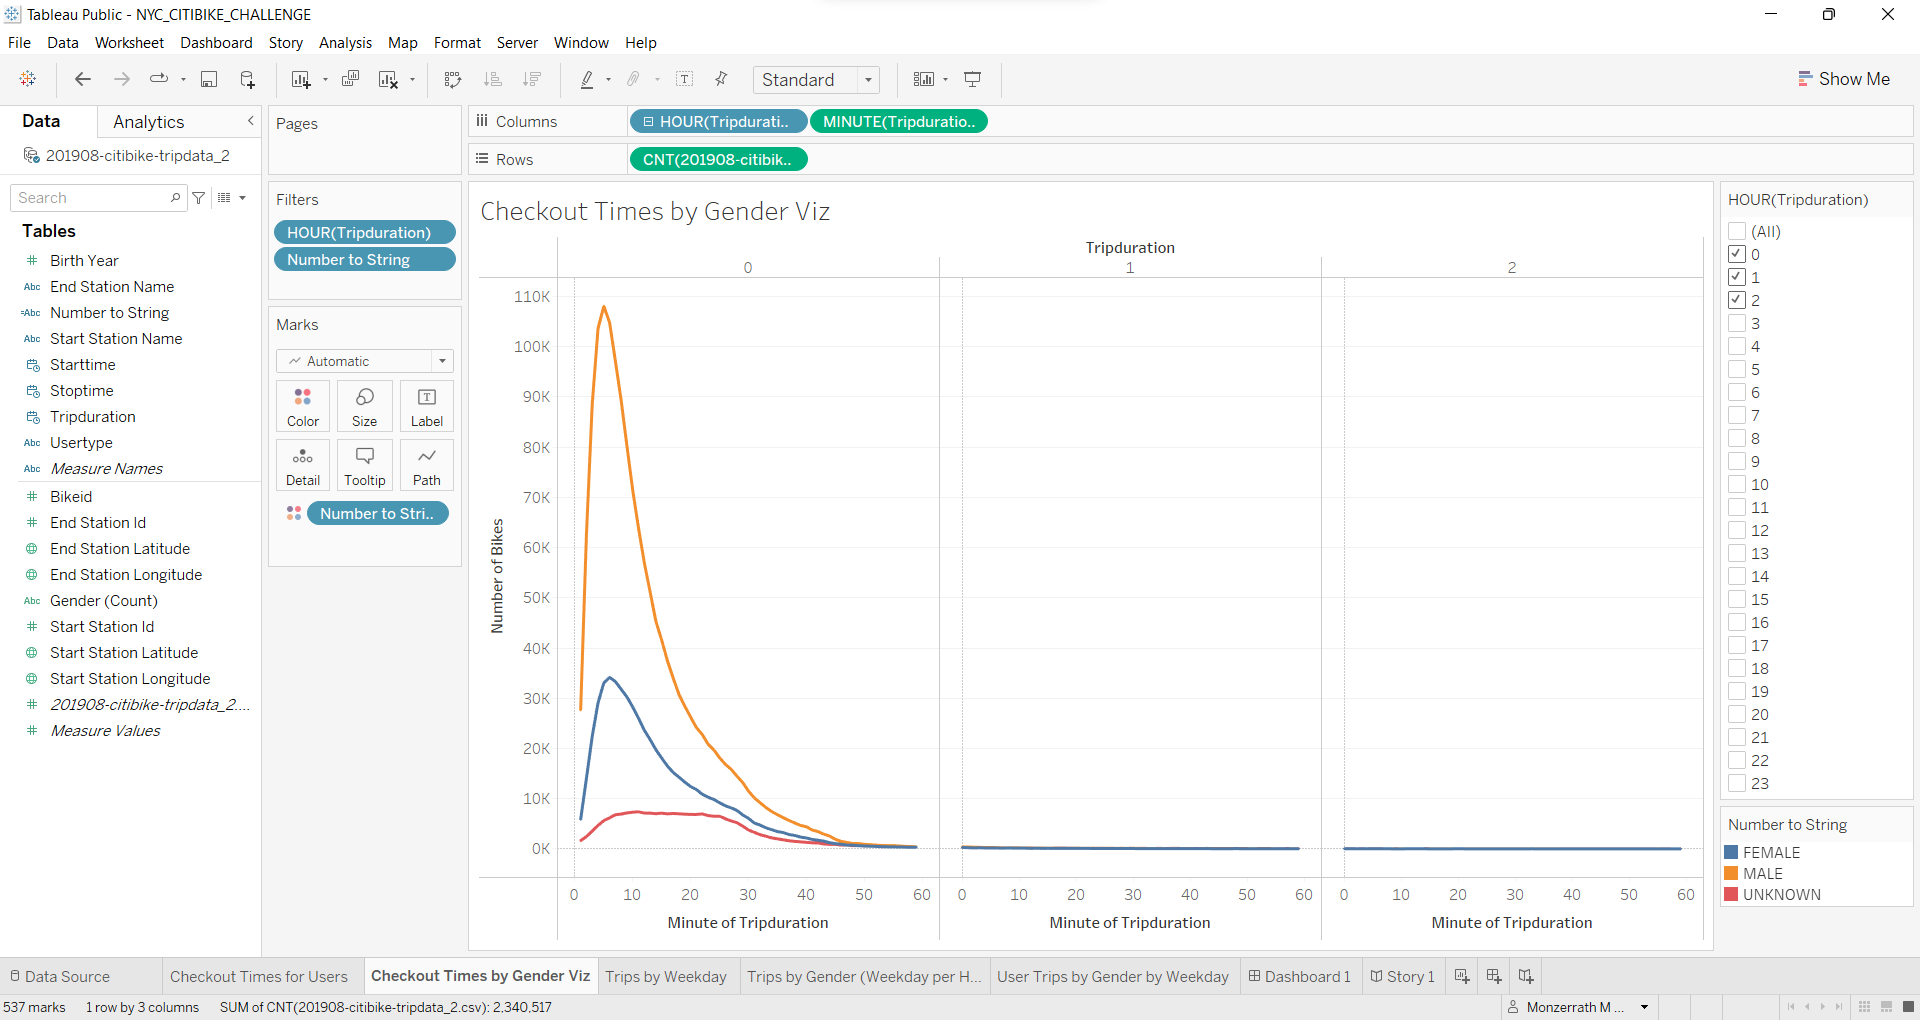 Tableau Public - NYC_CITIBIKE_CHALLENGE
File Data Worksheet Dashboard Story Analysis Map Format Server Window Help
Standard
Show Me
Data Analytics
201908-citibike-tripdata_2
Search
Tables
Birth Year
Abc End Station Name
=Abc Number to String
Abc Start Station Name
Starttime
Stoptime
Tripduration
Abc Usertype
Abc Measure Names
Bikeid
End Station Id
End Station Latitude
End Station Longitude
Abc Gender (Count)
Start Station Id
Start Station Latitude
Start Station Longitude
201908-citibike-tripdata_2....
Measure Values
Pages
Filters
HOUR(Tripduration)
Number to String
Marks
Automatic
Color Size Label
Detail Tooltip Path
Number to Stri..
Columns HOUR(Tripdurati.. MINUTE(Tripduratio..
Rows CNT(201908-citibik..
Checkout Times by Gender Viz
Tripduration
0 1 2
110K
100K
90K
80K
70K
60K
50K
40K
30K
20K
10K
0K
Number of Bikes
0 10 20 30 40 50 60 0 10 20 30 40 50 60 0 10 20 30 40 50 60
Minute of Tripduration Minute of Tripduration Minute of Tripduration
HOUR(Tripduration)
(All)
0
1
2
3
4
5
6
7
8
9
10
11
12
13
14
15
16
17
18
19
20
21
22
23
Number to String
FEMALE
MALE
UNKNOWN
Data Source Checkout Times for Users Checkout Times by Gender Viz Trips by Weekday Trips by Gender (Weekday per H... User Trips by Gender by Weekday Dashboard 1 Story 1
537 marks 1 row by 3 columns SUM of CNT(201908-citibike-tripdata_2.csv): 2,340,517 Monzerrath M ...